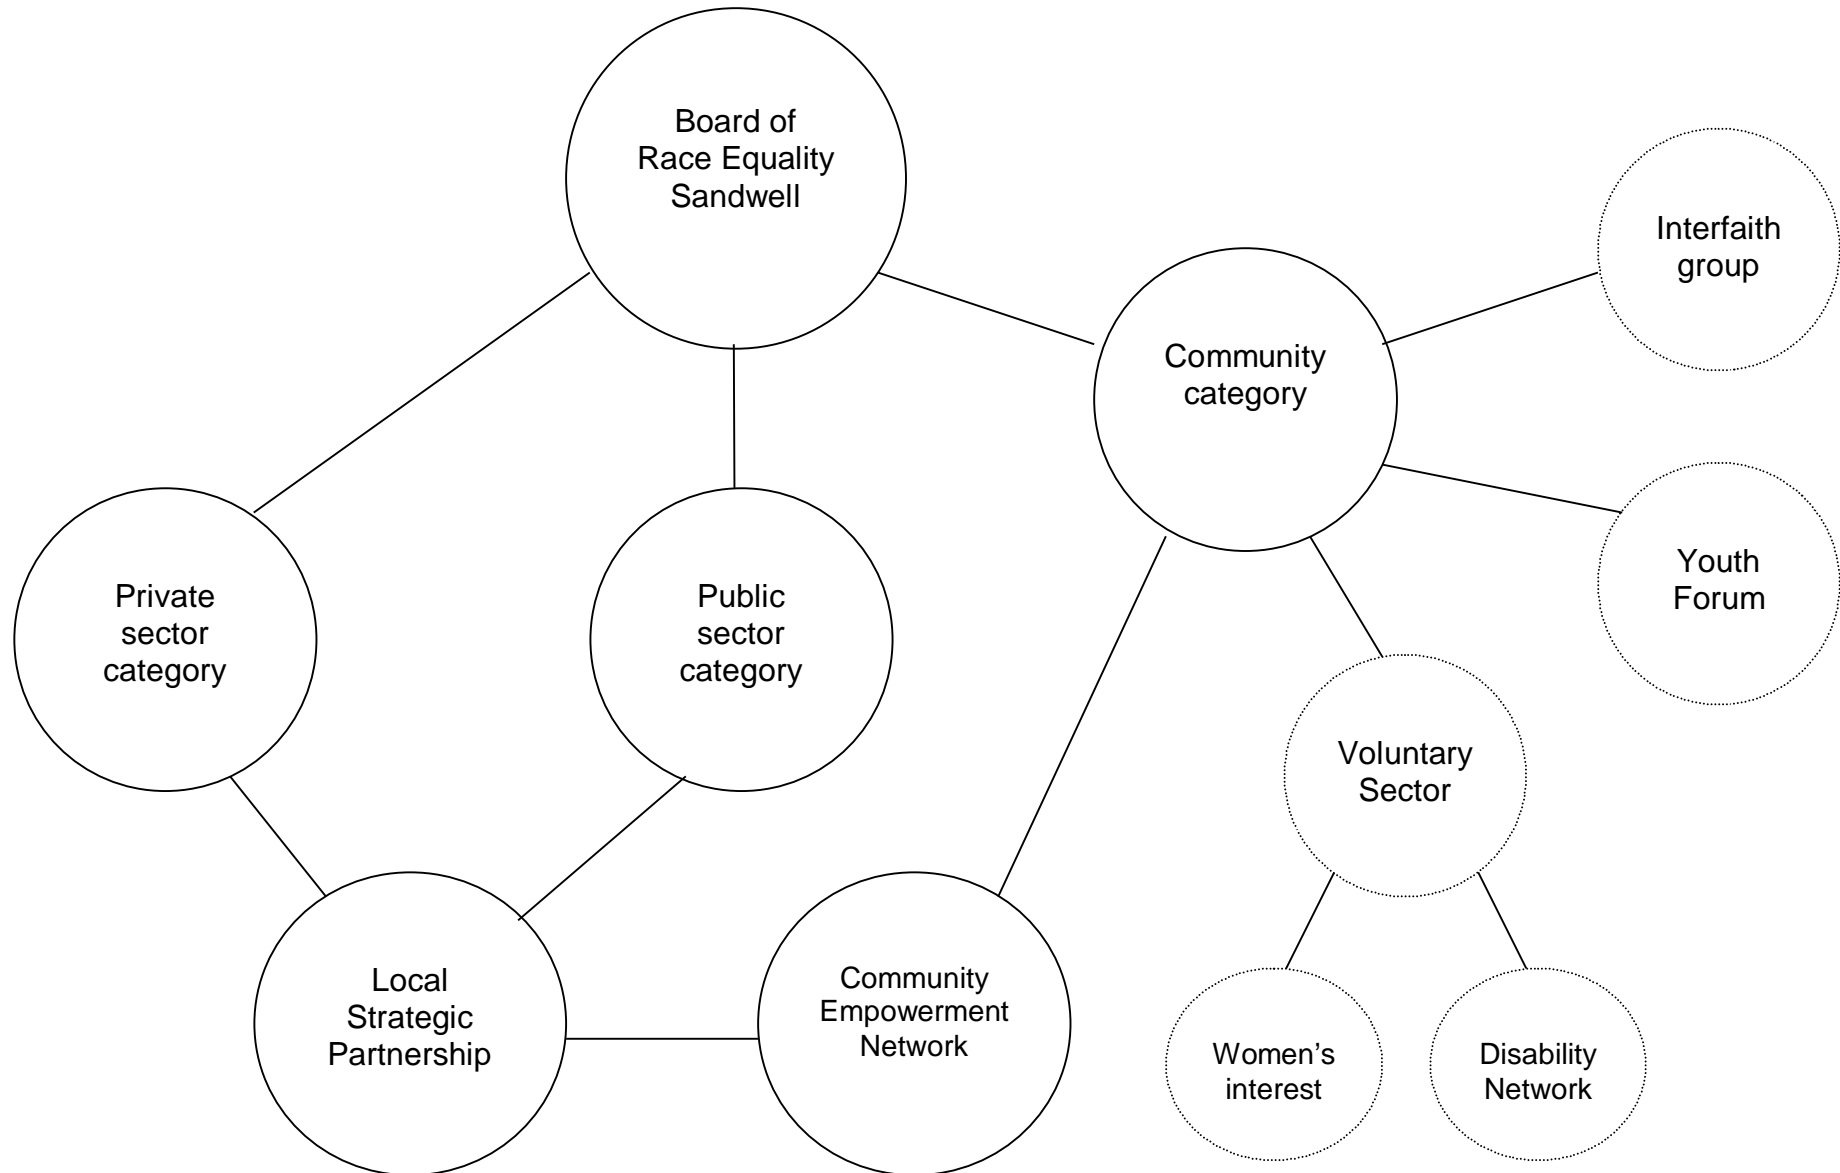 Board of
Race Equality
Sandwell
Interfaith
group
Community
category
Youth
Forum
Private
sector
category
Public
sector
category
Voluntary
Sector
Local
Strategic
Partnership
Community
Empowerment
Network
Women’s
interest
Disability
Network